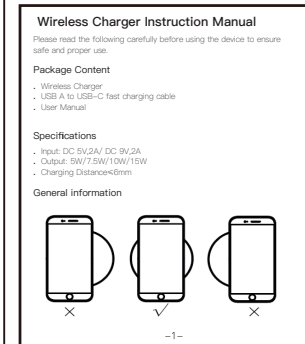 Wireless Charger Instruction Manual
Please read the following carefully before using the device to ensure
safe and proper use.
Package Content
. Wireless Charger
. USB A to USB-C fast charging cable
. User Manual
Specifications
. Input: DC 5V,2A/ DC 9V,2A
. Output: 5W/7.5W/10W/15W
. Charging Distance≤6mm
General information
× √ ×
-1-